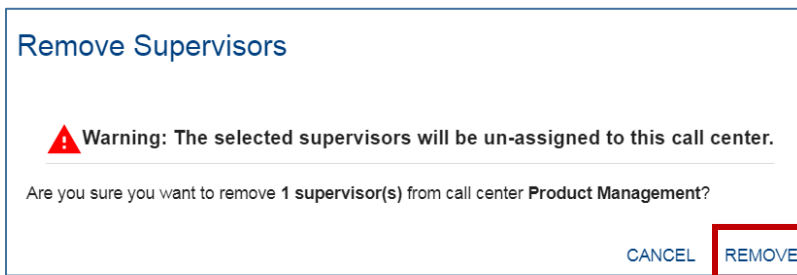 Remove Supervisors
Warning: The selected supervisors will be un-assigned to this call center.
Are you sure you want to remove 1 supervisor(s) from call center Product Management?
CANCEL REMOVE